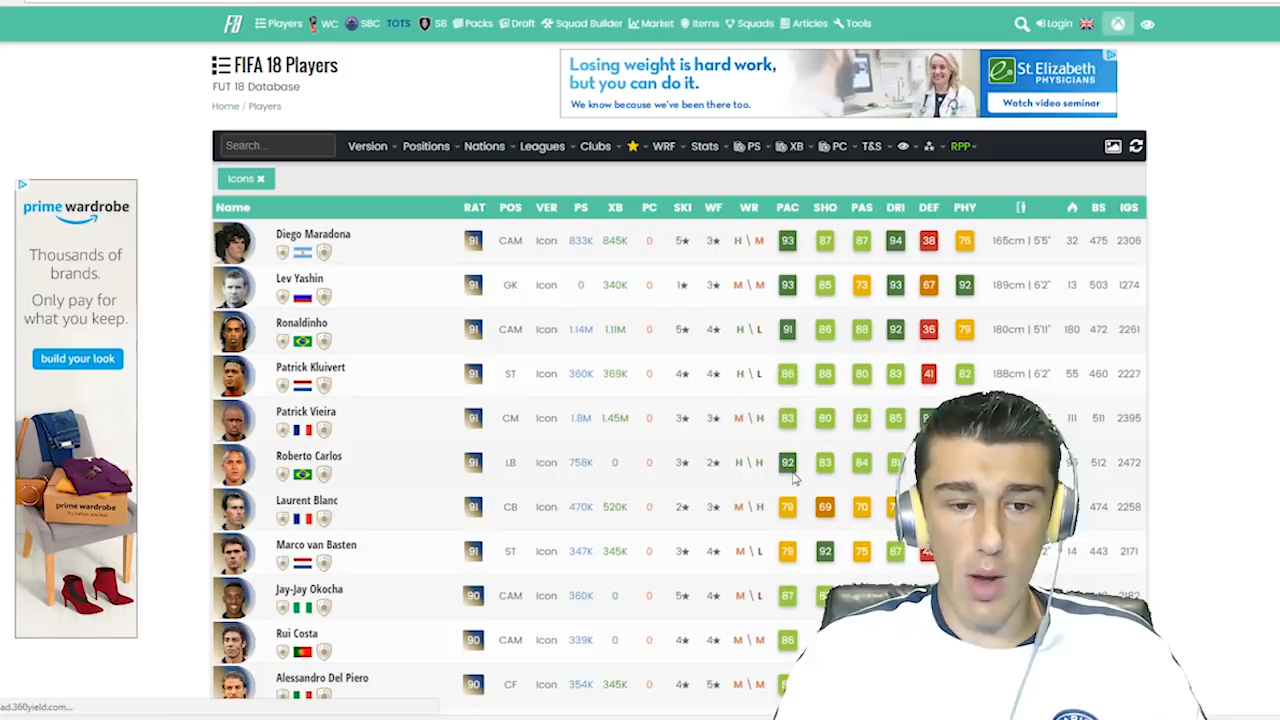 F8 Players WC SBC TOTS SB Packs Draft Squad Builder Market Items Squads Articles Tools Login
FIFA 18 Players
FUT 18 Database
Home / Players
Losing weight is hard work,
but you can do it.
We know because we've been there too.
St. Elizabeth
PHYSICIANS
Watch video seminar
Search... Version Positions Nations Leagues Clubs WRF Stats PS XB PC T&S RPP
Icons ✖
Name RAT POS VER PS XB PC SKI WF WR PAC SHO PAS DRI DEF PHY BS IGS
Diego Maradona 91 CAM Icon 833K 845K 0 5★ 3★ H \ M 93 87 87 94 38 76 165cm | 5'5" 32 475 2306
Lev Yashin 91 GK Icon 0 340K 0 1★ 3★ M \ M 93 85 73 93 67 92 189cm | 6'2" 13 503 1274
Ronaldinho 91 CAM Icon 1.14M 1.11M 0 5★ 4★ H \ L 91 86 88 92 36 79 180cm | 5'11" 180 472 2261
Patrick Kluivert 91 ST Icon 360K 369K 0 4★ 4★ H \ L 86 88 80 83 41 82 188cm | 6'2" 55 460 2227
Patrick Vieira 91 CM Icon 1.8M 1.45M 0 3★ 3★ M \ H 83 80 82 85 111 511 2395
Roberto Carlos 91 LB Icon 758K 0 0 3★ 2★ H \ H 92 83 84 512 2472
Laurent Blanc 91 CB Icon 470K 520K 0 2★ 3★ M \ H 79 69 70 474 2258
Marco van Basten 91 ST Icon 347K 345K 0 3★ 4★ M \ L 79 92 75 87 14 443 2171
Jay-Jay Okocha 90 CAM Icon 360K 0 0 5★ 4★ M \ L 87
Rui Costa 90 CAM Icon 339K 0 0 4★ 4★ M \ M 86
Alessandro Del Piero 90 CF Icon 354K 345K 0 4★ 5★ M \ M
prime wardrobe
Thousands of
brands.
Only pay for
what you keep.
build your look
prime wardrobe
ad.360yield.com...
PARIS